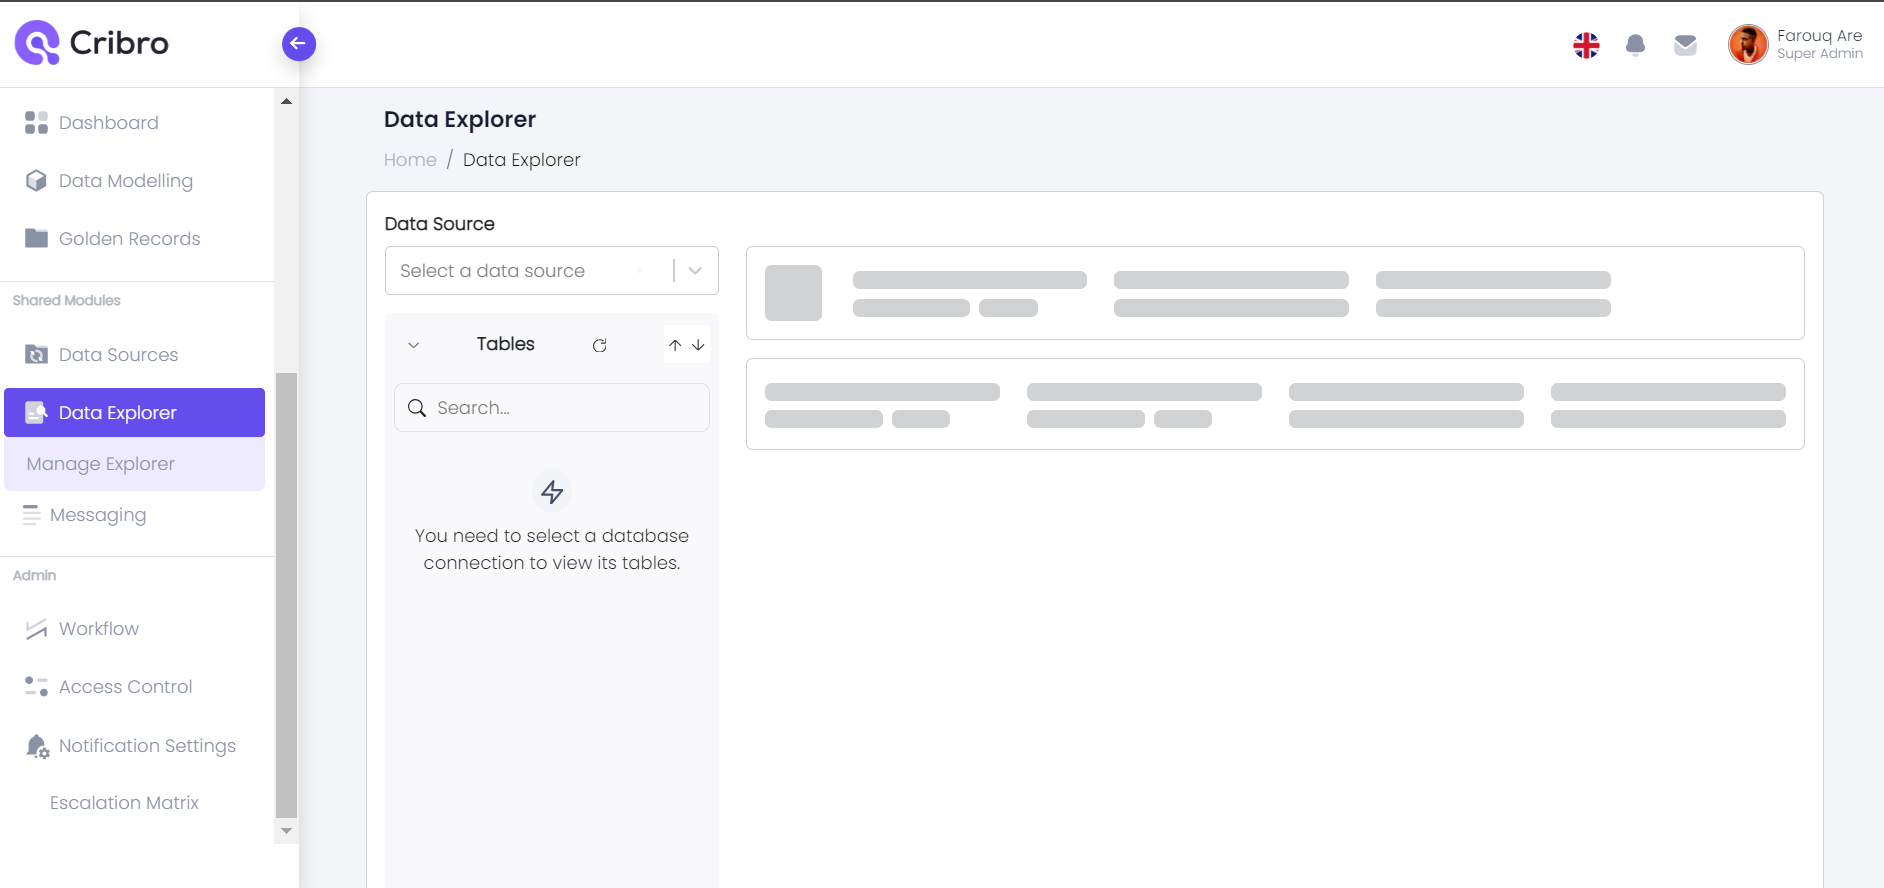 Cribro
Farouq Are
Super Admin
Dashboard
Data Modelling
Golden Records
Shared Modules
Data Sources
Data Explorer
Manage Explorer
Messaging
Admin
Workflow
Access Control
Notification Settings
Escalation Matrix
Data Explorer
Home / Data Explorer
Data Source
Select a data source
Tables
Search...
You need to select a database
connection to view its tables.